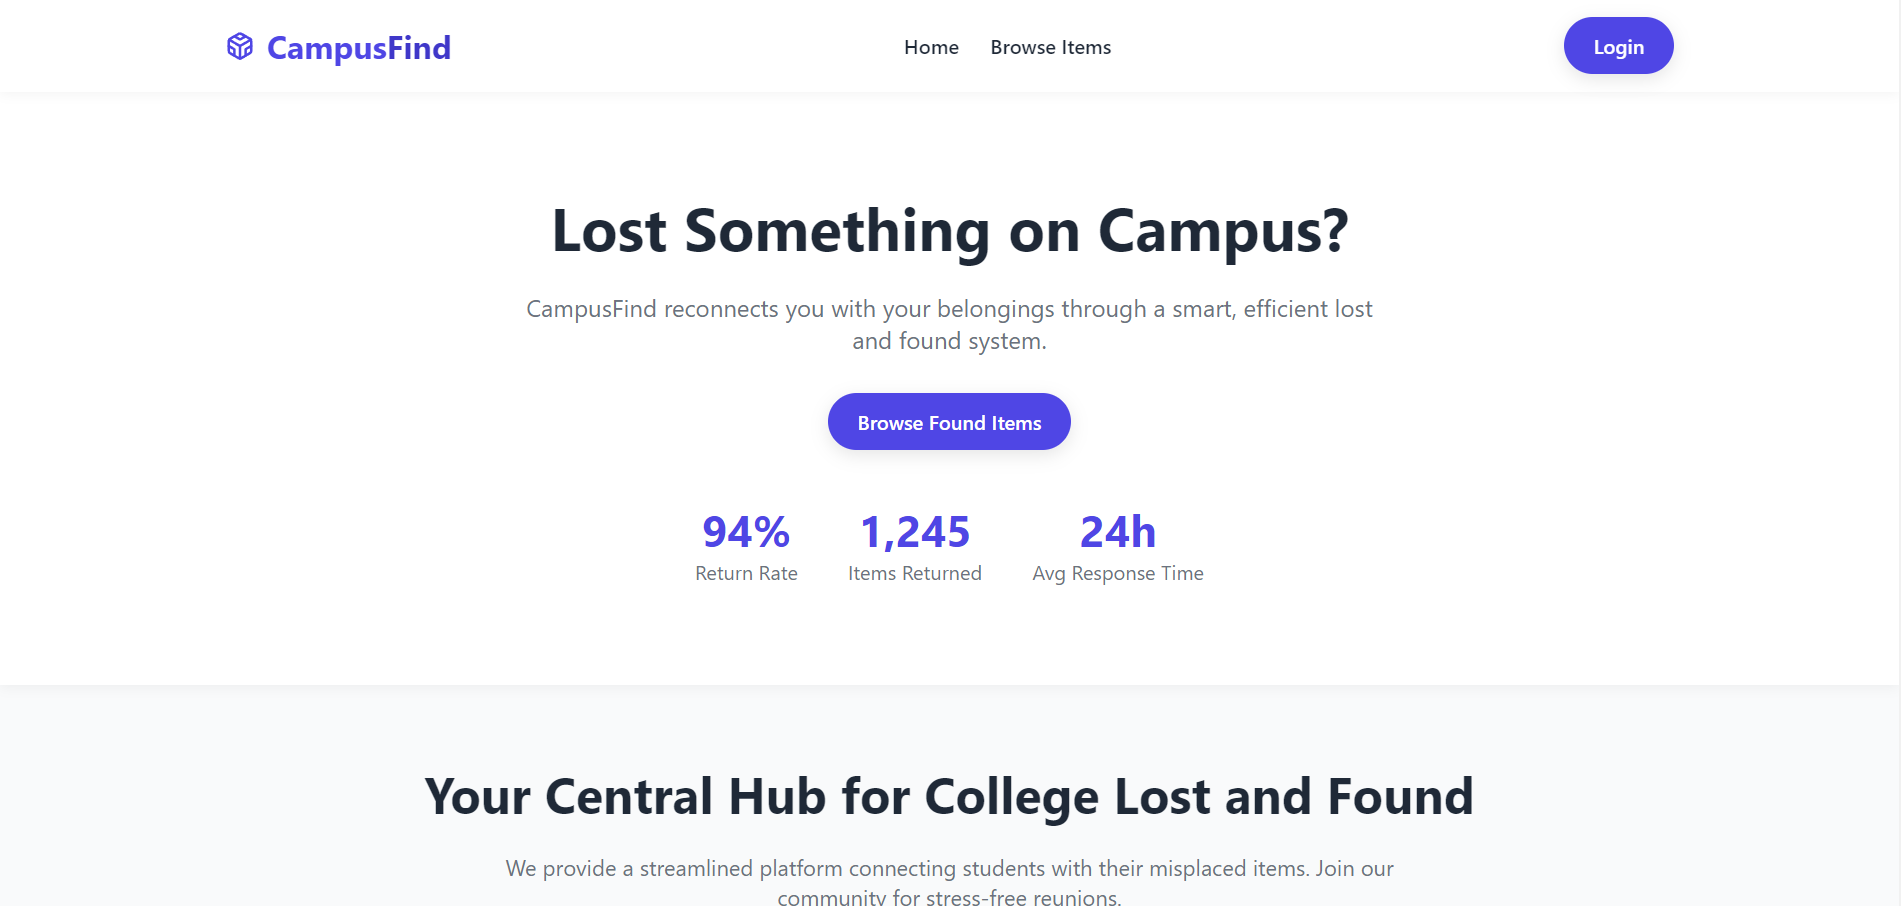 CampusFind
Home
Browse Items
Login
Lost Something on Campus?
CampusFind reconnects you with your belongings through a smart, efficient lost
and found system.
Browse Found Items
94%
Return Rate
1,245
Items Returned
24h
Avg Response Time
Your Central Hub for College Lost and Found
We provide a streamlined platform connecting students with their misplaced items. Join our
community for stress-free reunions.